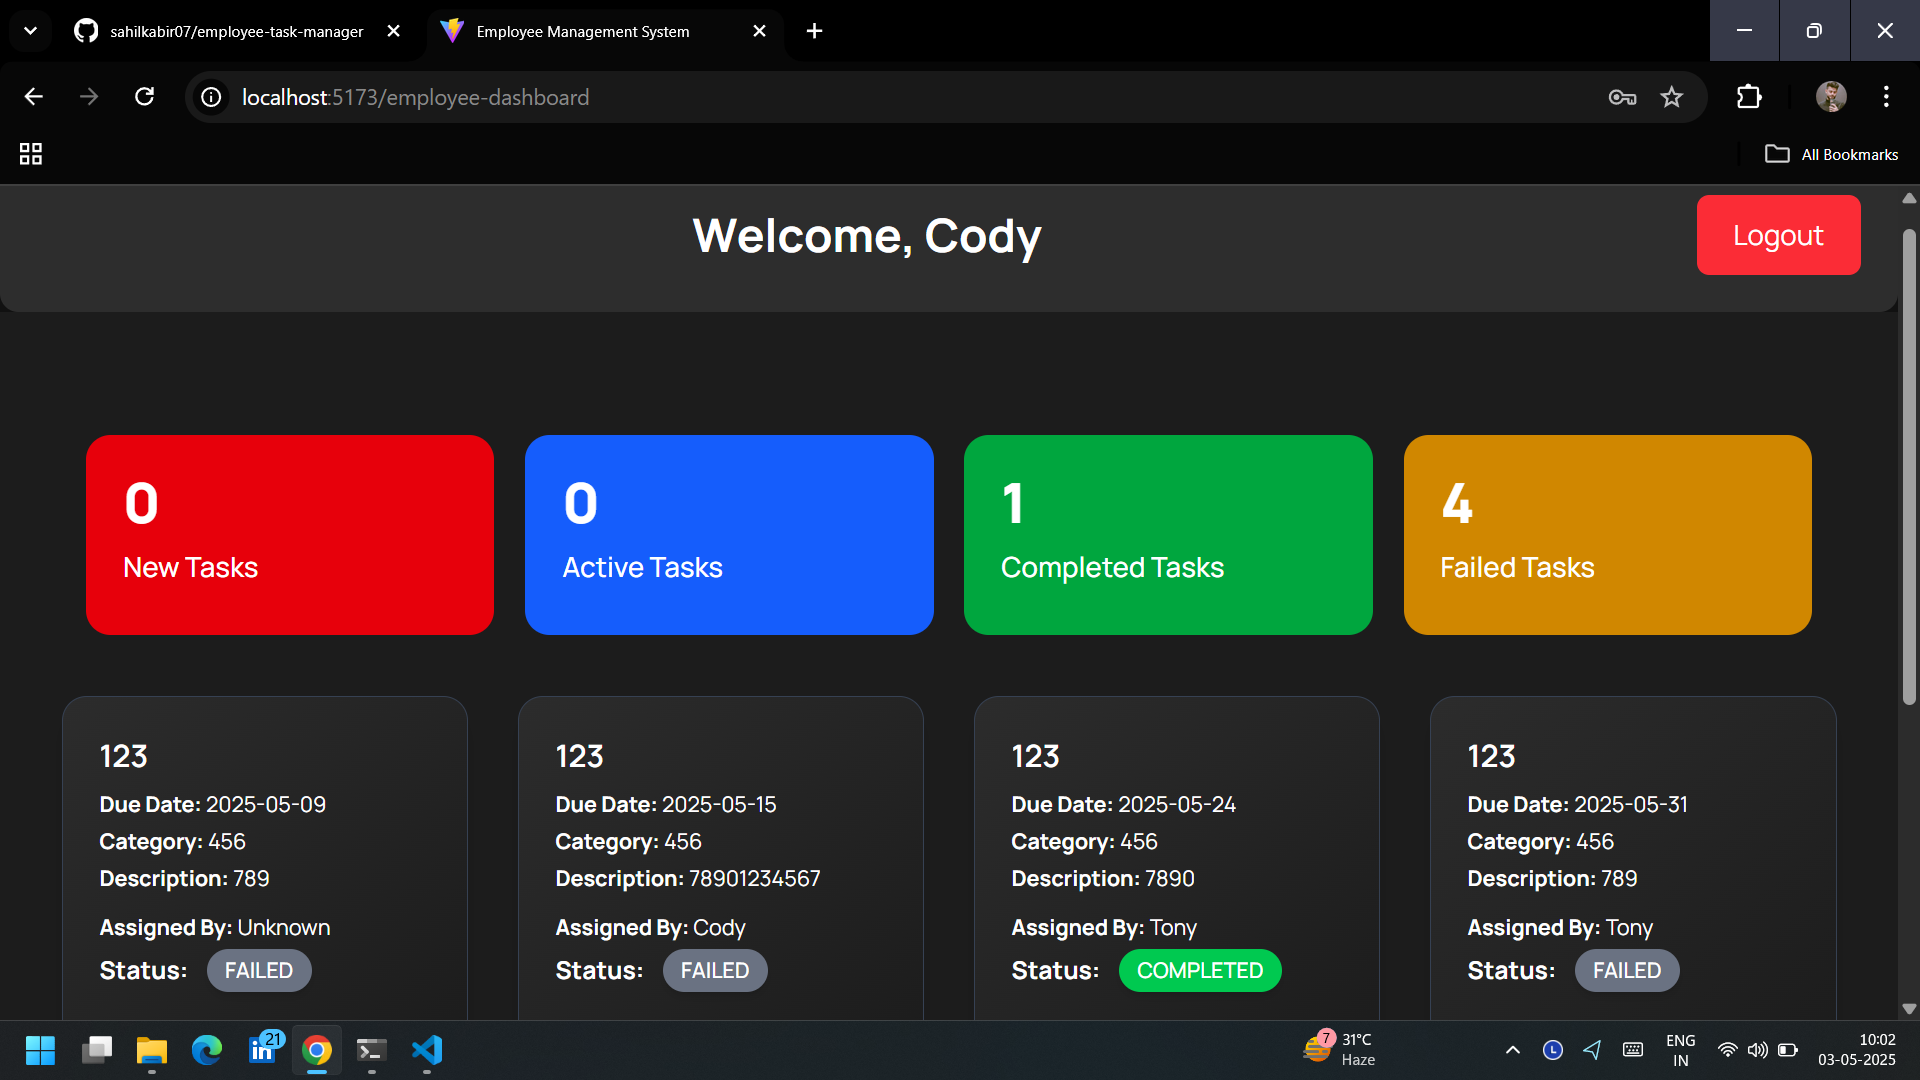 sahilkabir07/employee-task-manager
Employee Management System
localhost:5173/employee-dashboard
All Bookmarks
Welcome, Cody
Logout
0
New Tasks
0
Active Tasks
1
Completed Tasks
4
Failed Tasks
123
Due Date: 2025-05-09
Category: 456
Description: 789
Assigned By: Unknown
Status: FAILED
123
Due Date: 2025-05-15
Category: 456
Description: 78901234567
Assigned By: Cody
Status: FAILED
123
Due Date: 2025-05-24
Category: 456
Description: 7890
Assigned By: Tony
Status: COMPLETED
123
Due Date: 2025-05-31
Category: 456
Description: 789
Assigned By: Tony
Status: FAILED
in
21
7
31°C
Haze
L
ENG
IN
10:02
03-05-2025